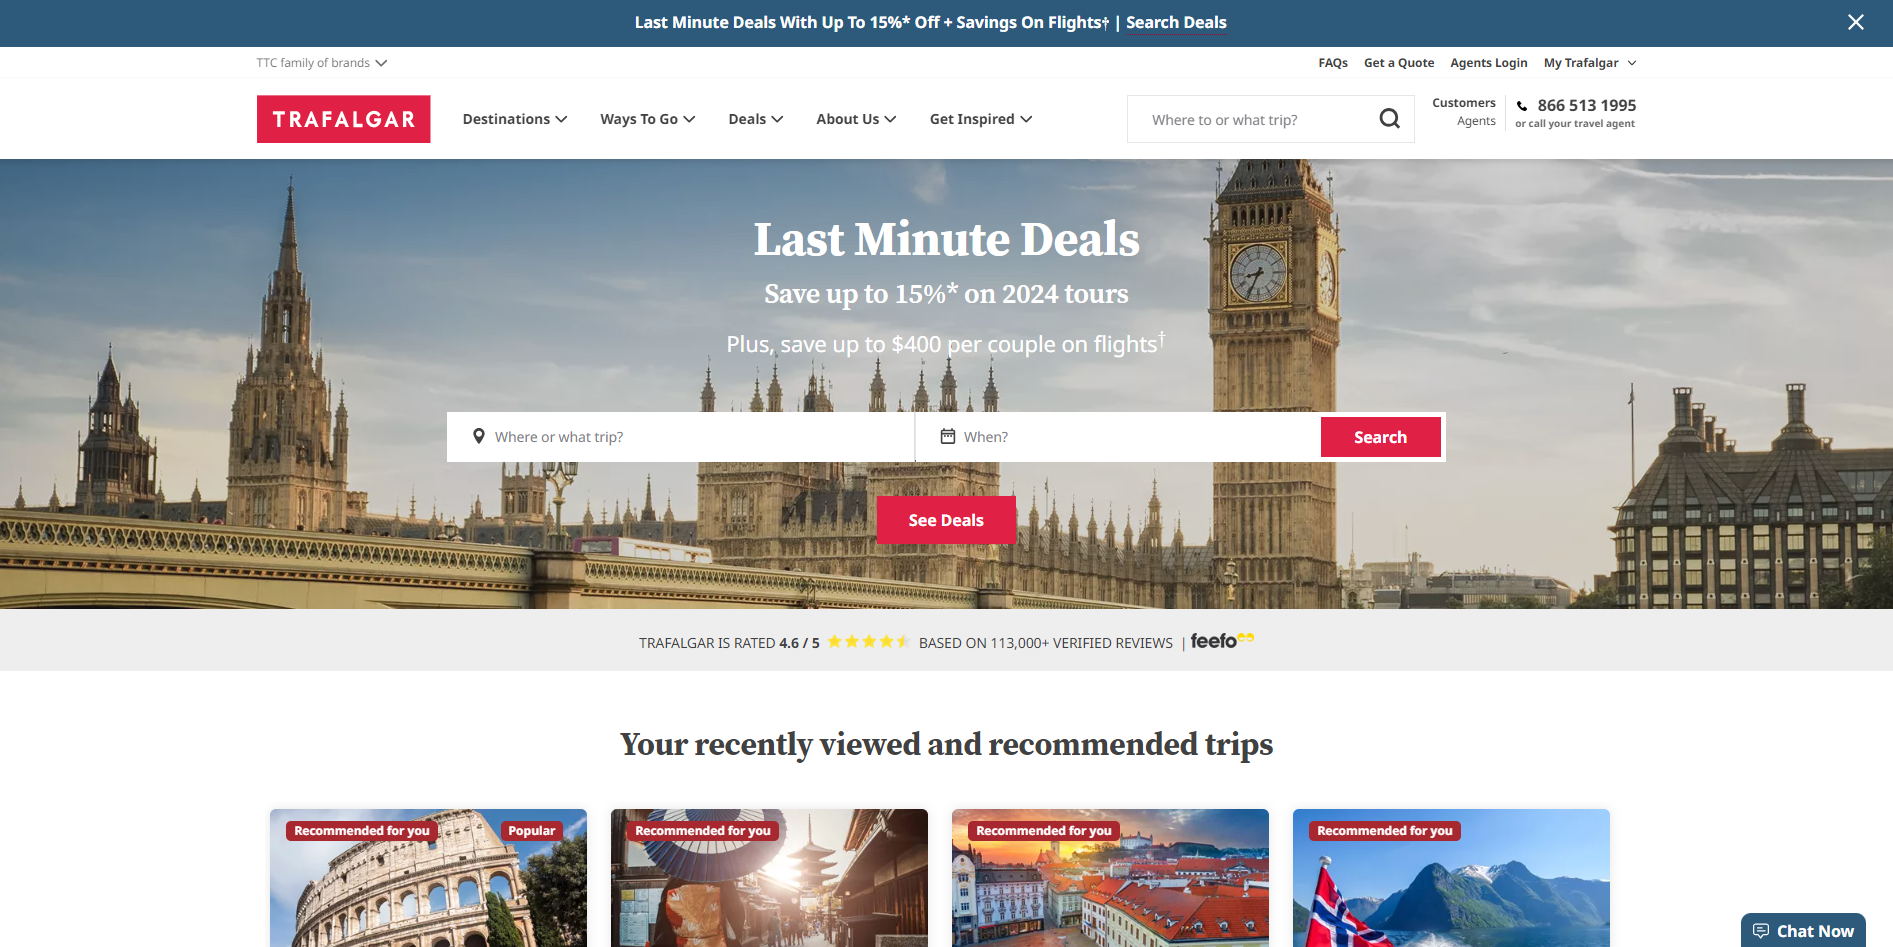 Last Minute Deals With Up To 15%* Off + Savings On Flights† | Search Deals
TTC family of brands
FAQs Get a Quote Agents Login My Trafalgar
TRAFALGAR
Destinations Ways To Go Deals About Us Get Inspired
Where to or what trip?
Customers
Agents
866 513 1995
or call your travel agent
Last Minute Deals
Save up to 15%* on 2024 tours
Plus, save up to $400 per couple on flights†
Where or what trip? When? Search
See Deals
TRAFALGAR IS RATED 4.6 / 5 BASED ON 113,000+ VERIFIED REVIEWS | feefo
Your recently viewed and recommended trips
Recommended for you Popular Recommended for you Recommended for you Recommended for you
Chat Now